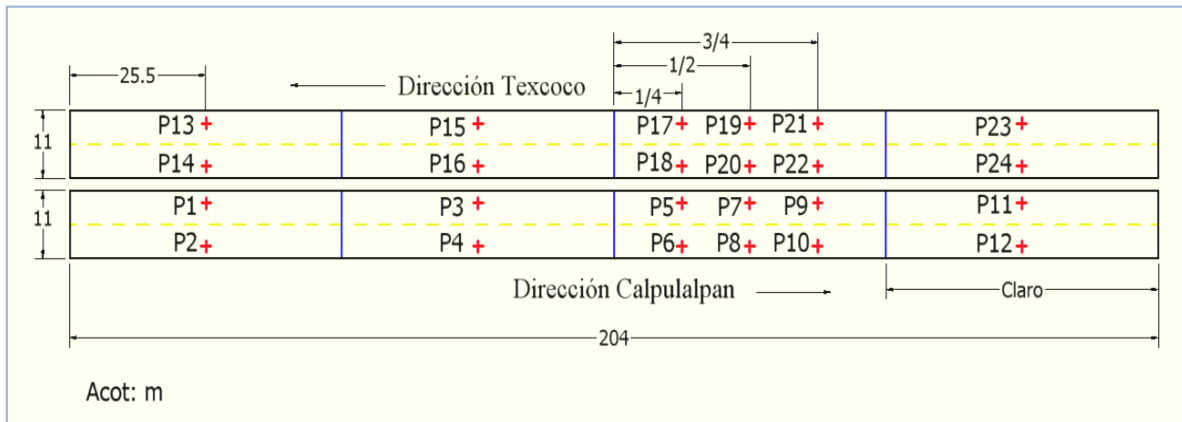 3/4
1/2
25.5
Dirección Texcoco
1/4
11
P13 P15 P17 P19 P21 P23
P14 P16 P18 P20 P22 P24
11
P1 P3 P5 P7 P9 P11
P2 P4 P6 P8 P10 P12
Dirección Calpulalpan
Claro
204
Acot: m